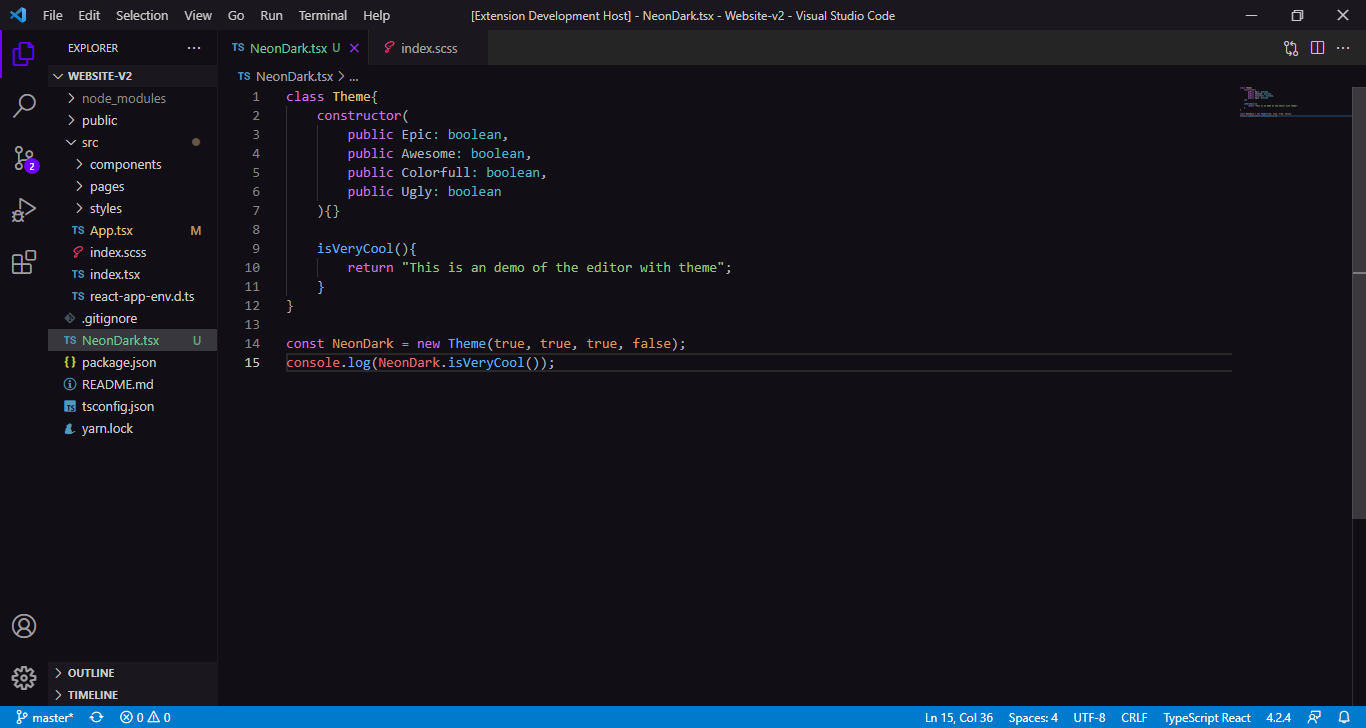 File Edit Selection View Go Run Terminal Help [Extension Development Host] - NeonDark.tsx - Website-v2 - Visual Studio Code
EXPLORER ···
WEBSITE-V2
node_modules
public
src
components
pages
styles
TS App.tsx M
index.scss
TS index.tsx
TS react-app-env.d.ts
.gitignore
TS NeonDark.tsx U
{} package.json
README.md
TS tsconfig.json
yarn.lock
OUTLINE
TIMELINE
2
TS NeonDark.tsx U × index.scss
TS NeonDark.tsx > ...
1 class Theme{
2 constructor(
3 public Epic: boolean,
4 public Awesome: boolean,
5 public Colorfull: boolean,
6 public Ugly: boolean
7 ){}
8
9 isVeryCool(){
10 return "This is an demo of the editor with theme";
11 }
12 }
13
14 const NeonDark = new Theme(true, true, true, false);
15 console.log(NeonDark.isVeryCool());
master* 0 0 Ln 15, Col 36 Spaces: 4 UTF-8 CRLF TypeScript React 4.2.4